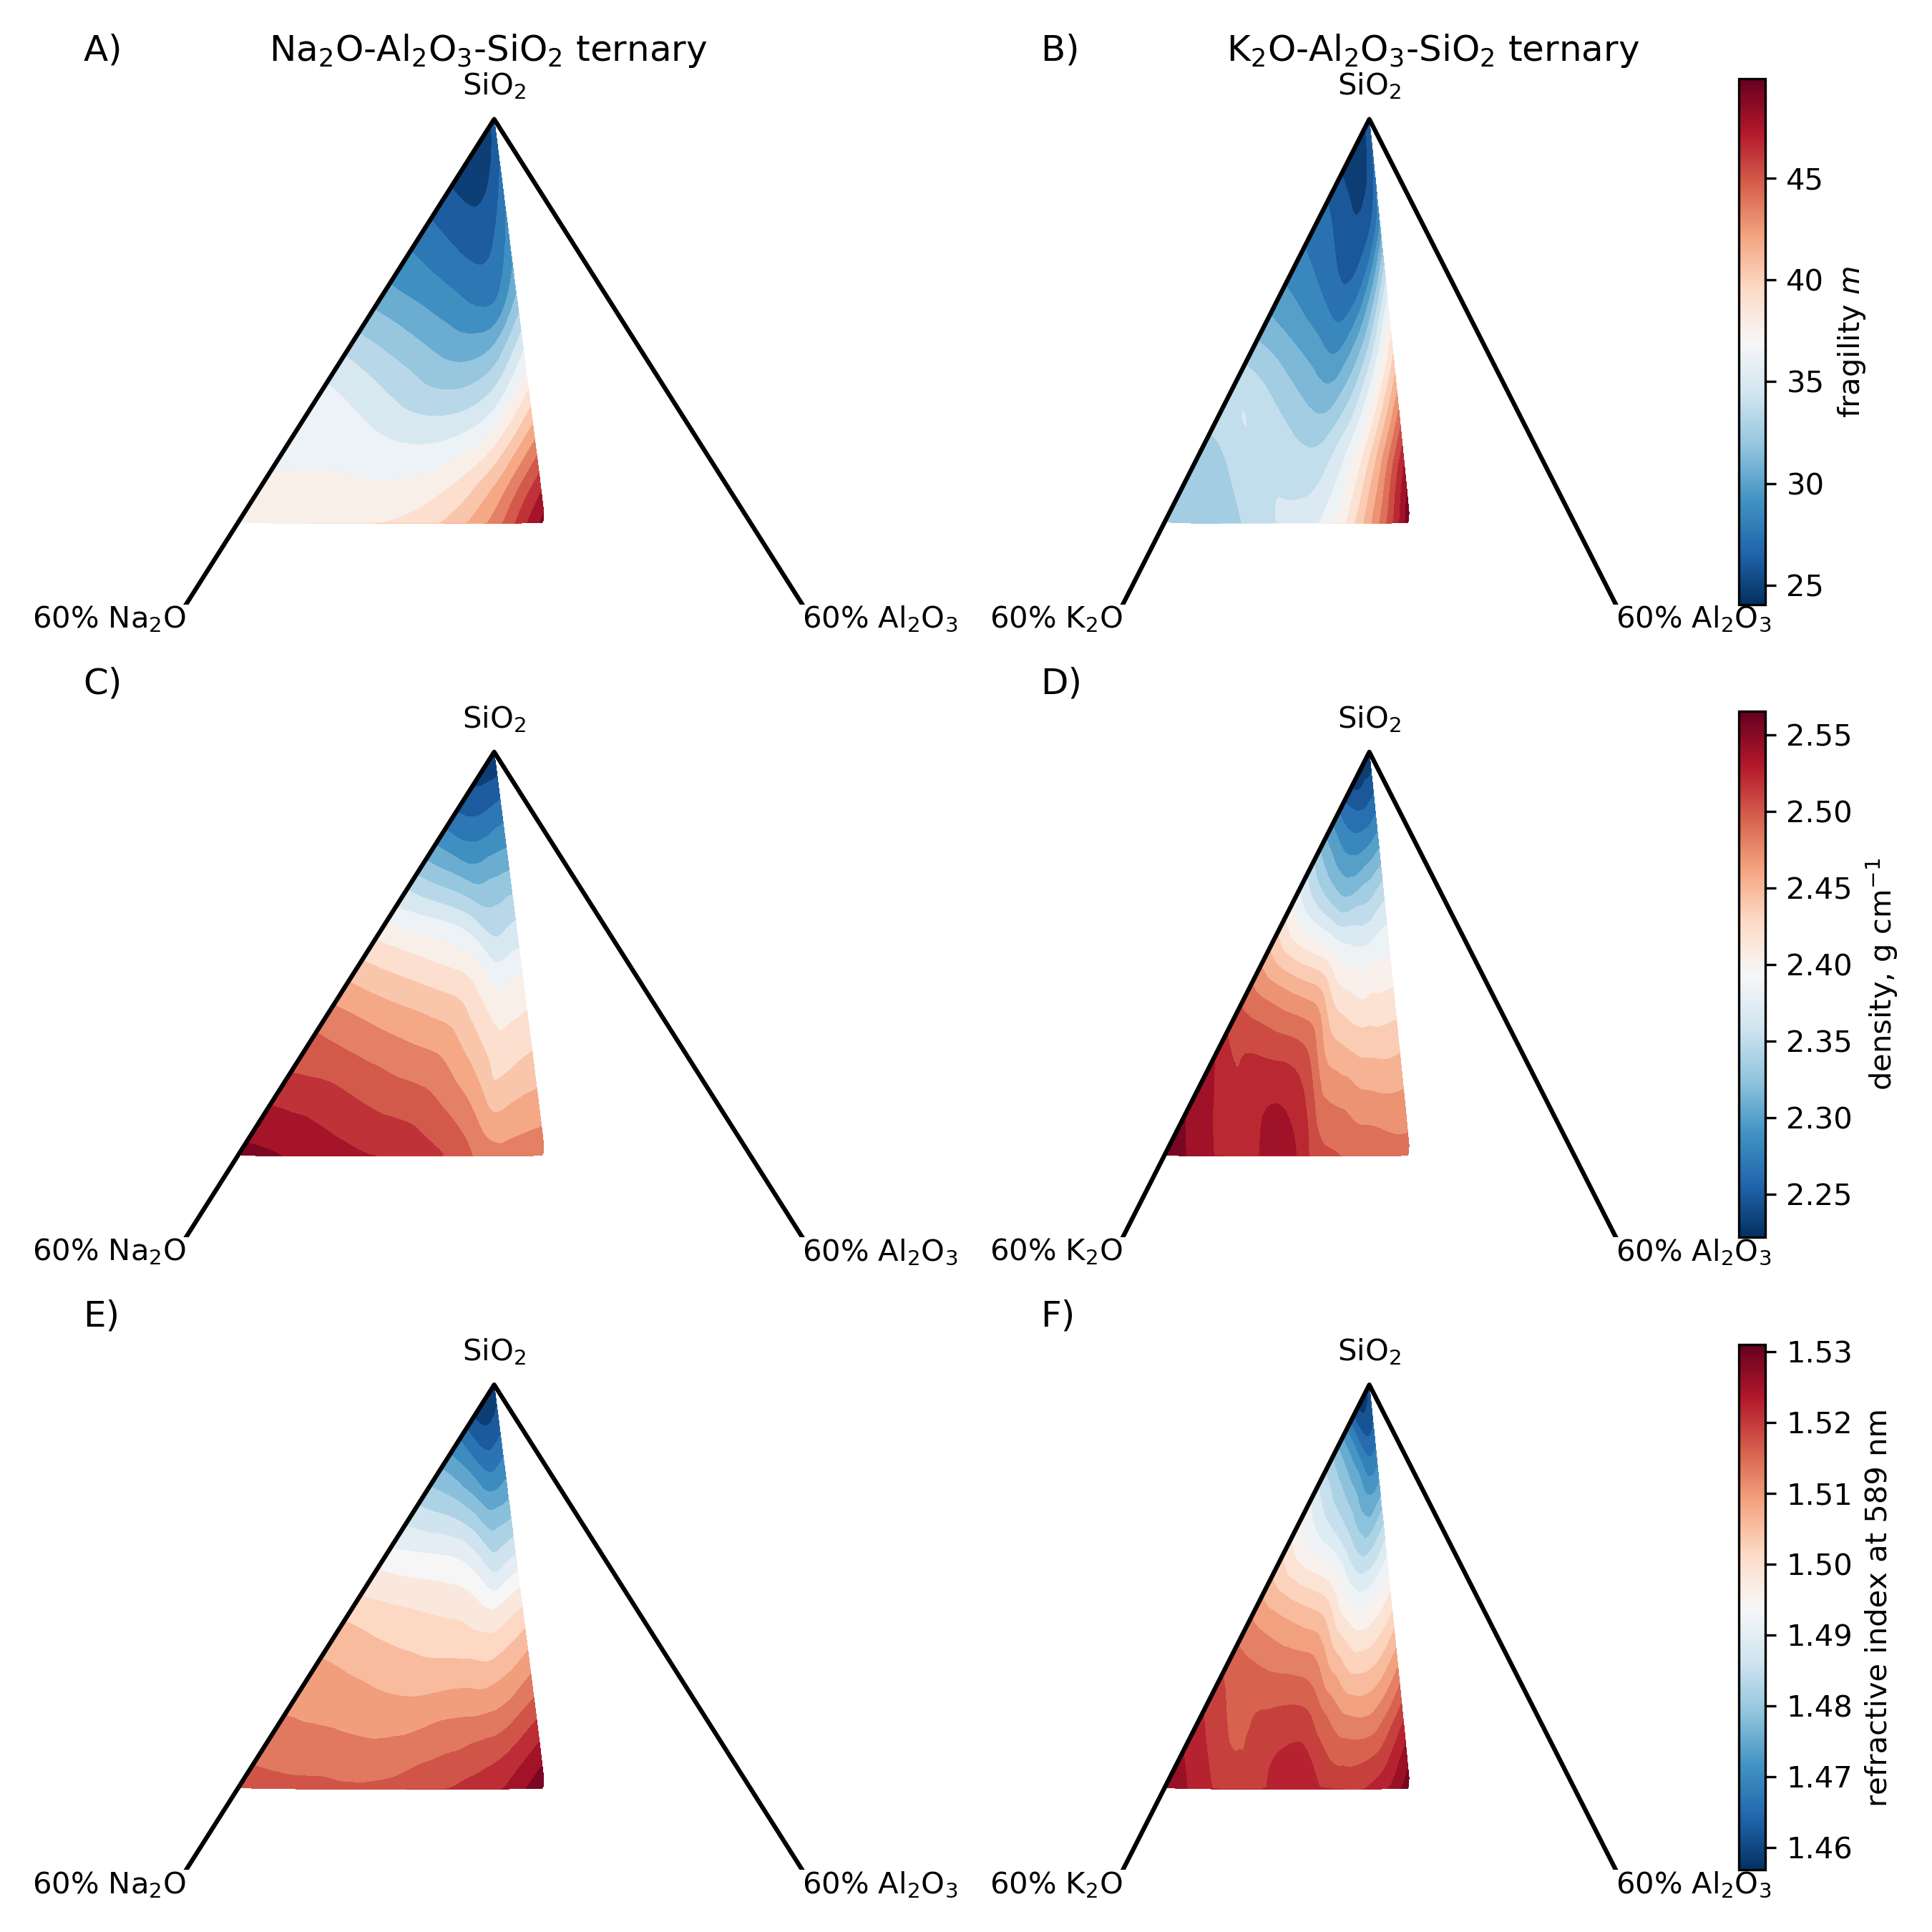 A) Na₂O-Al₂O₃-SiO₂ ternary
B) K₂O-Al₂O₃-SiO₂ ternary
SiO₂
SiO₂
45
40
35
30
25
fragility m
60% Na₂O
60% Al₂O₃
60% K₂O
60% Al₂O₃
C)
D)
SiO₂
SiO₂
2.55
2.50
2.45
2.40
2.35
2.30
2.25
density, g cm⁻¹
60% Na₂O
60% Al₂O₃
60% K₂O
60% Al₂O₃
E)
F)
SiO₂
SiO₂
1.53
1.52
1.51
1.50
1.49
1.48
1.47
1.46
refractive index at 589 nm
60% Na₂O
60% Al₂O₃
60% K₂O
60% Al₂O₃